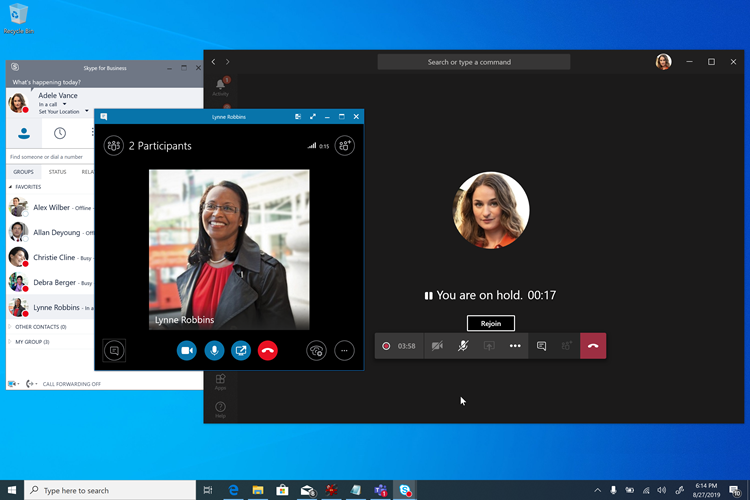 Recycle Bin
Skype for Business
What's happening today?
Adele Vance
In a call
Set Your Location
Find someone or dial a number
GROUPS STATUS RELA
FAVORITES
Alex Wilber - Offline
Allan Deyoung - Off
Christie Cline - Busy
Debra Berger - Busy
Lynne Robbins - In a
OTHER CONTACTS (0)
MY GROUP (3)
CALL FORWARDING OFF
Lynne Robbins
2 Participants
0:15
Lynne Robbins
Search or type a command
1
Activity
You are on hold. 00:17
Rejoin
03:58
Apps
Help
Type here to search
6:14 PM
8/27/2019